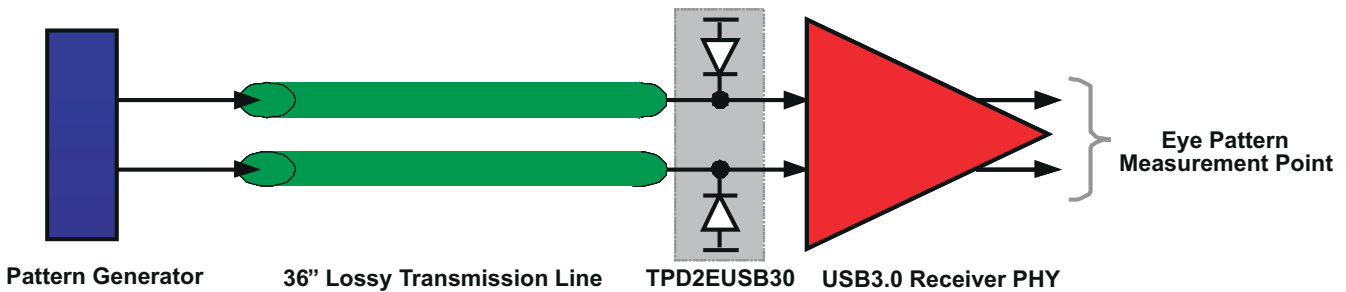 Eye Pattern
Measurement Point
Pattern Generator
36” Lossy Transmission Line
TPD2EUSB30
USB3.0 Receiver PHY